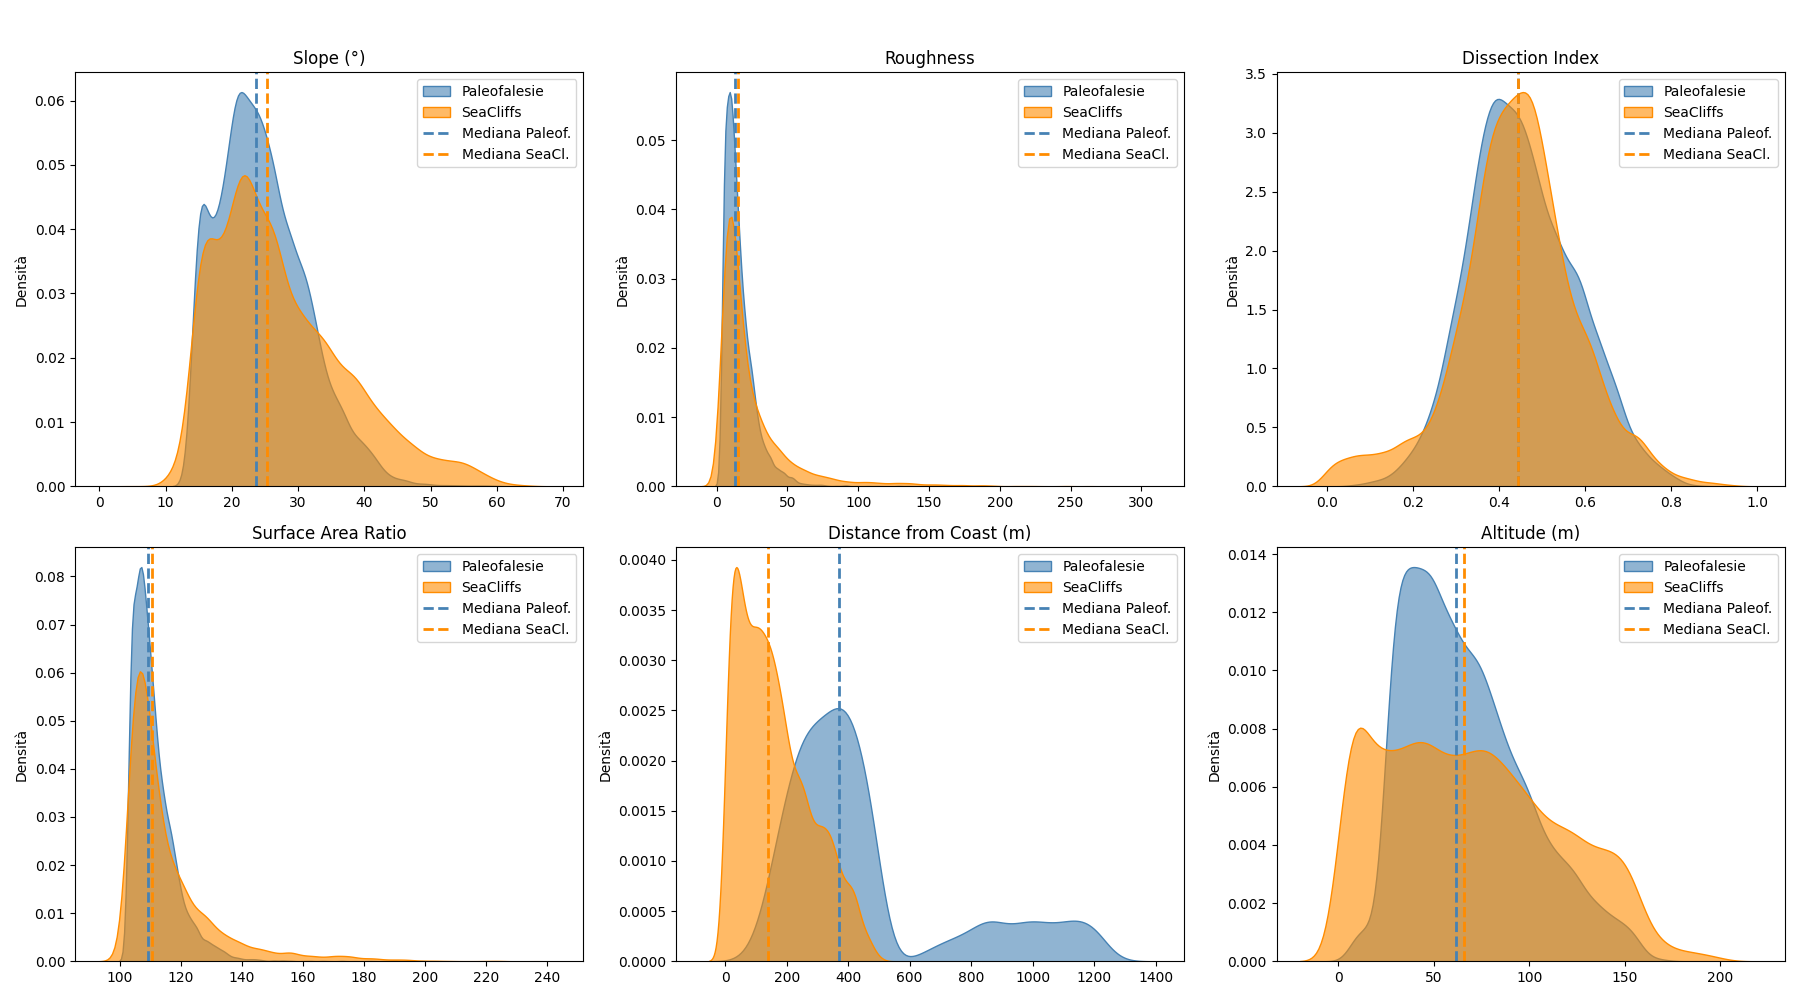 Slope (°)
Densità
0.00
0.01
0.02
0.03
0.04
0.05
0.06
0
10
20
30
40
50
60
70
Paleofalesie
SeaCliffs
Mediana Paleof.
Mediana SeaCl.
Roughness
Densità
0.00
0.01
0.02
0.03
0.04
0.05
0
50
100
150
200
250
300
Paleofalesie
SeaCliffs
Mediana Paleof.
Mediana SeaCl.
Dissection Index
Densità
0.0
0.5
1.0
1.5
2.0
2.5
3.0
3.5
0.0
0.2
0.4
0.6
0.8
1.0
Paleofalesie
SeaCliffs
Mediana Paleof.
Mediana SeaCl.
Surface Area Ratio
Densità
0.00
0.01
0.02
0.03
0.04
0.05
0.06
0.07
0.08
100
120
140
160
180
200
220
240
Paleofalesie
SeaCliffs
Mediana Paleof.
Mediana SeaCl.
Distance from Coast (m)
Densità
0.0000
0.0005
0.0010
0.0015
0.0020
0.0025
0.0030
0.0035
0.0040
0
200
400
600
800
1000
1200
1400
Paleofalesie
SeaCliffs
Mediana Paleof.
Mediana SeaCl.
Altitude (m)
Densità
0.000
0.002
0.004
0.006
0.008
0.010
0.012
0.014
0
50
100
150
200
Paleofalesie
SeaCliffs
Mediana Paleof.
Mediana SeaCl.